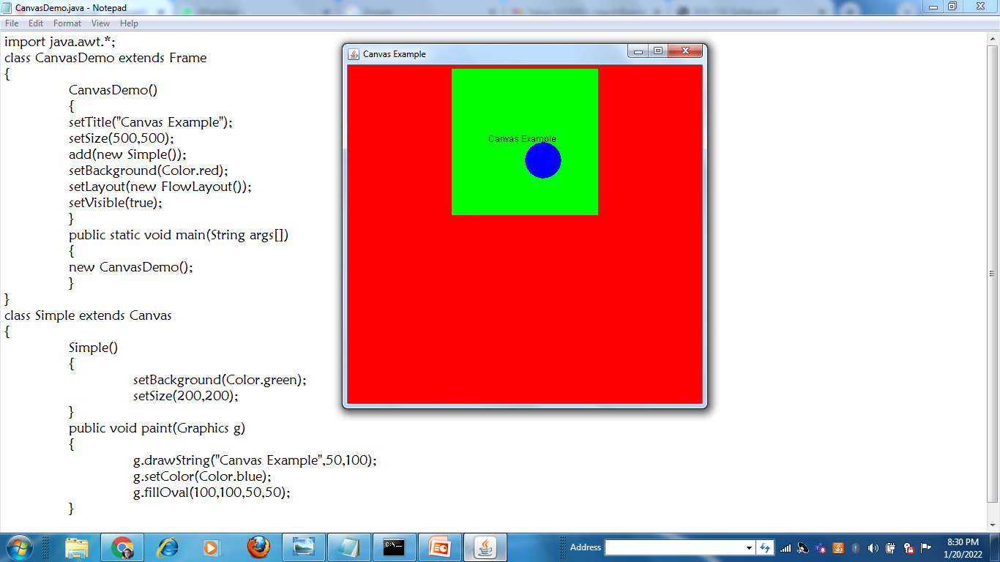 CanvasDemo.java - Notepad
File Edit Format View Help
import java.awt.*;
class CanvasDemo extends Frame
{
CanvasDemo()
{
setTitle("Canvas Example");
setSize(500,500);
add(new Simple());
setBackground(Color.red);
setLayout(new FlowLayout());
setVisible(true);
}
public static void main(String args[])
{
new CanvasDemo();
}
}
class Simple extends Canvas
{
Simple()
{
setBackground(Color.green);
setSize(200,200);
}
public void paint(Graphics g)
{
g.drawString("Canvas Example",50,100);
g.setColor(Color.blue);
g.fillOval(100,100,50,50);
}
Canvas Example
Canvas Example
Address
8:30 PM
1/20/2022